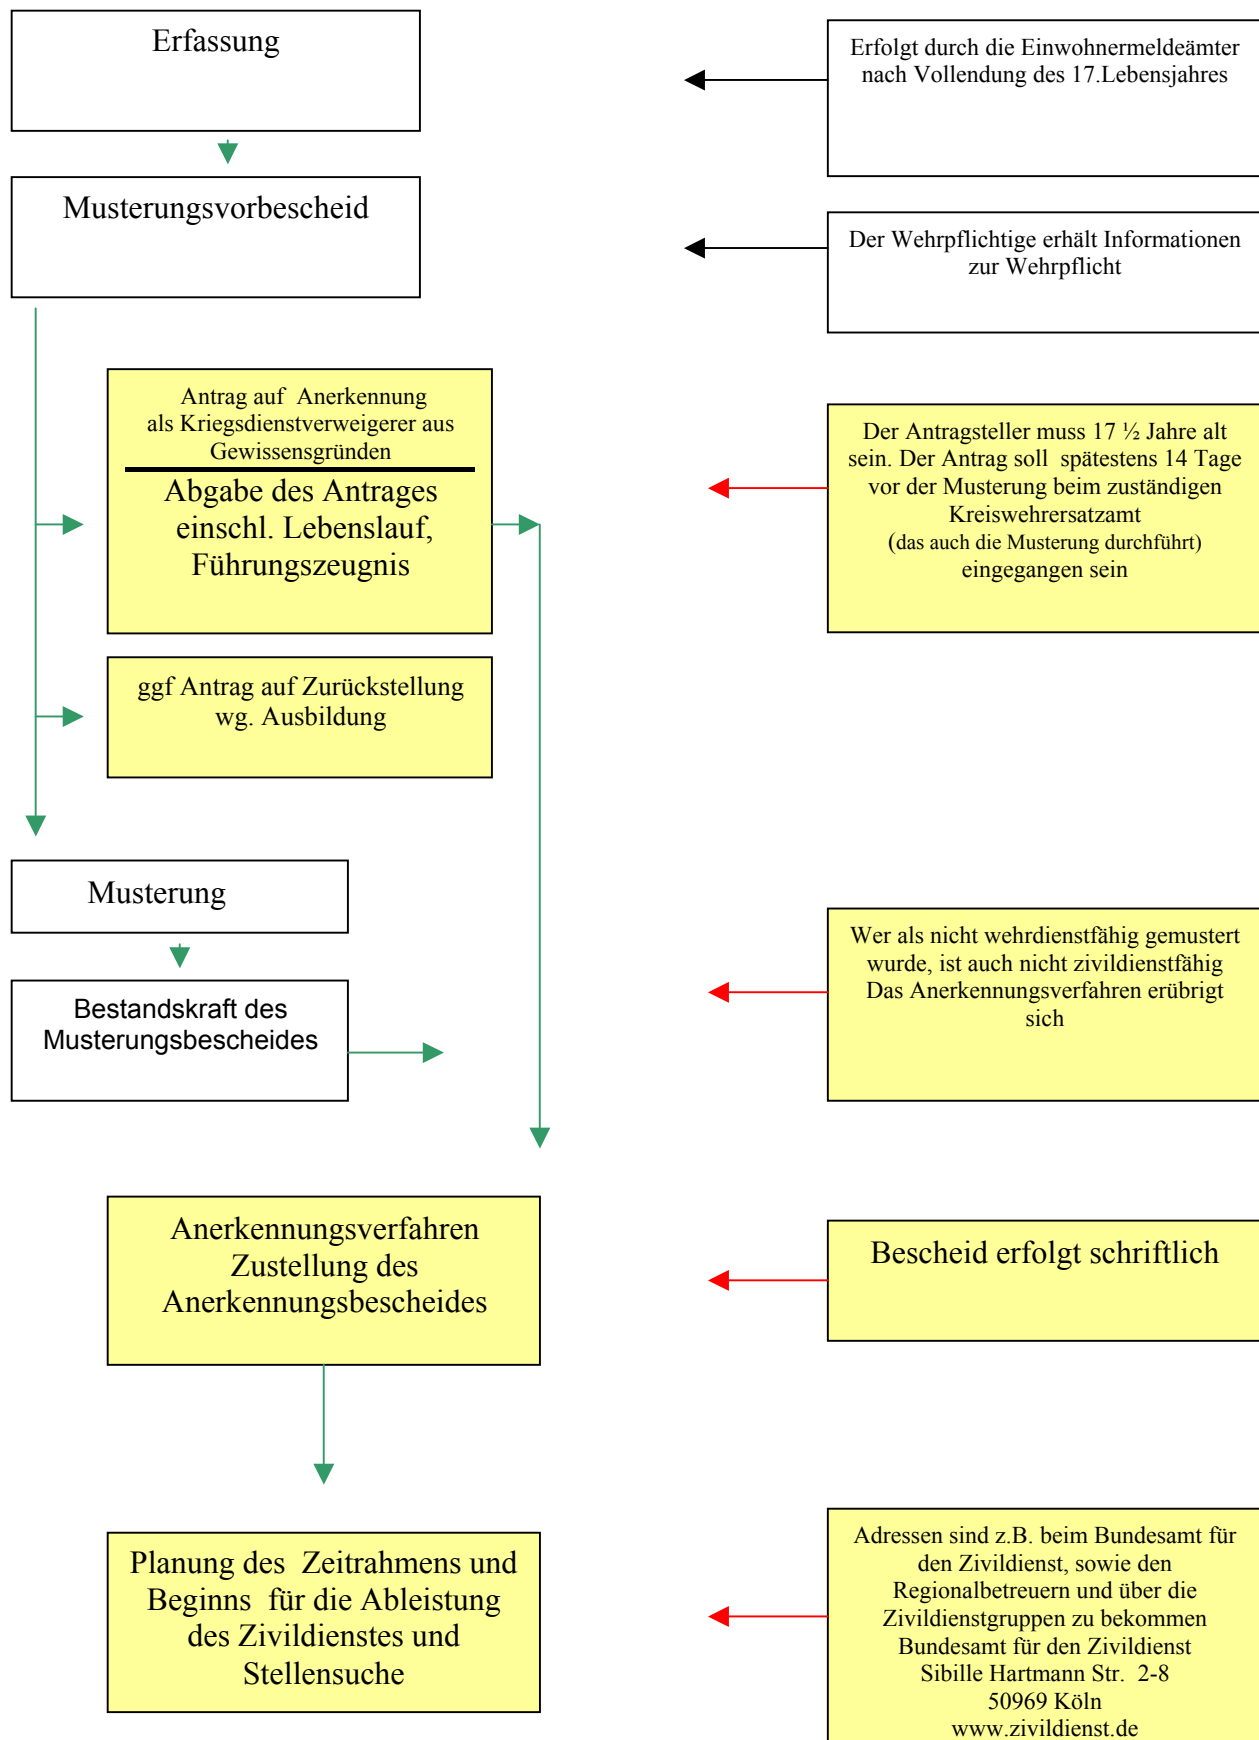 Erfassung
Erfolgt durch die Einwohnermeldeämter
nach Vollendung des 17.Lebensjahres
Musterungsvorbescheid
Der Wehrpflichtige erhält Informationen
zur Wehrpflicht
Antrag auf  Anerkennung
als Kriegsdienstverweigerer aus
Gewissensgründen
Abgabe des Antrages
einschl. Lebenslauf,
Führungszeugnis
Der Antragsteller muss 17 ½ Jahre alt
sein. Der Antrag soll  spätestens 14 Tage
vor der Musterung beim zuständigen
Kreiswehrersatzamt
(das auch die Musterung durchführt)
eingegangen sein
ggf Antrag auf Zurückstellung
wg. Ausbildung
Musterung
Wer als nicht wehrdienstfähig gemustert
wurde, ist auch nicht zivildienstfähig
Das Anerkennungsverfahren erübrigt
sich
Bestandskraft des
Musterungsbescheides
Anerkennungsverfahren
Zustellung des
Anerkennungsbescheides
Bescheid erfolgt schriftlich
Planung des  Zeitrahmens und
Beginns  für die Ableistung
des Zivildienstes und
Stellensuche
Adressen sind z.B. beim Bundesamt für
den Zivildienst, sowie den
Regionalbetreuern und über die
Zivildienstgruppen zu bekommen
Bundesamt für den Zivildienst
Sibille Hartmann Str.  2-8
50969 Köln
www.zivildienst.de